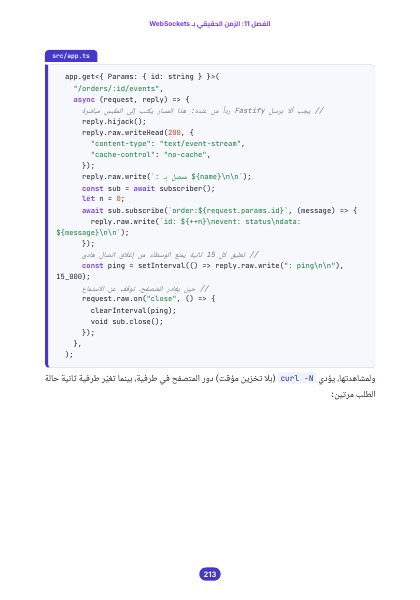 الفصل 11: الزمن الحقيقي بـ WebSockets
src/app.ts
app.get<{ Params: { id: string } }>(
"/orders/:id/events",
async (request, reply) => {
// يجب ألا يرسل Fastify ردا من عنده: هذا المسار يكتب إلى المقبس مباشرة
reply.hijack();
reply.raw.writeHead(200, {
"content-type": "text/event-stream",
"cache-control": "no-cache",
});
reply.raw.write(`: متصل بـ ${name}\n\n`);
const sub = await subscriber();
let n = 0;
await sub.subscribe(`order:${request.params.id}`, (message) => {
reply.raw.write(`id: ${++n}\nevent: status\ndata:
${message}\n\n`);
});
// تعليق كل 15 ثانية يمنع الوسطاء من إغلاق اتصال هادئ
const ping = setInterval(() => reply.raw.write(": ping\n\n"),
15_000);
// حين يغادر المتصفح، توقف عن الاستماع
request.raw.on("close", () => {
clearInterval(ping);
void sub.close();
});
},
);
ولمشاهدتها، يؤدي curl -N (بلا تخزين مؤقت) دور المتصفح في طرفية، بينما تغيّر طرفية ثانية حالة
الطلب مرتين:
213